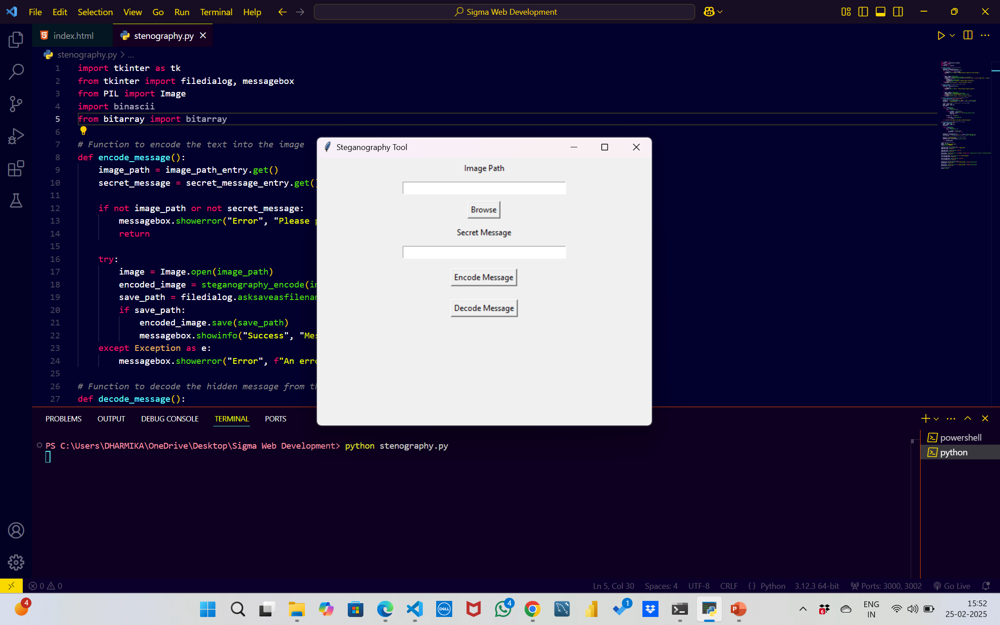 File Edit Selection View Go Run Terminal Help
Sigma Web Development
index.html
stenography.py
stenography.py > ...
1 import tkinter as tk
2 from tkinter import filedialog, messagebox
3 from PIL import Image
4 import binascii
5 from bitarray import bitarray
6
7 # Function to encode the text into the image
8 def encode_message():
9 image_path = image_path_entry.get()
10 secret_message = secret_message_entry.get(
11
12 if not image_path or not secret_message:
13 messagebox.showerror("Error", "Please
14 return
15
16 try:
17 image = Image.open(image_path)
18 encoded_image = steganography_encode(
19 save_path = filedialog.asksaveasfilena
20 if save_path:
21 encoded_image.save(save_path)
22 messagebox.showinfo("Success", "Mes
23 except Exception as e:
24 messagebox.showerror("Error", f"An erro
25
26 # Function to decode the hidden message from
27 def decode_message():
Steganography Tool
Image Path
Browse
Secret Message
Encode Message
Decode Message
PROBLEMS OUTPUT DEBUG CONSOLE TERMINAL PORTS
PS C:\Users\DHARMIKA\OneDrive\Desktop\Sigma Web Development> python stenography.py
powershell
python
0 0
Ln 5, Col 30 Spaces: 4 UTF-8 CRLF {} Python 3.12.3 64-bit Ports: 3000, 3002 Go Live
4
DELL
4
1
P
6
ENG
IN
15:52
25-02-2025